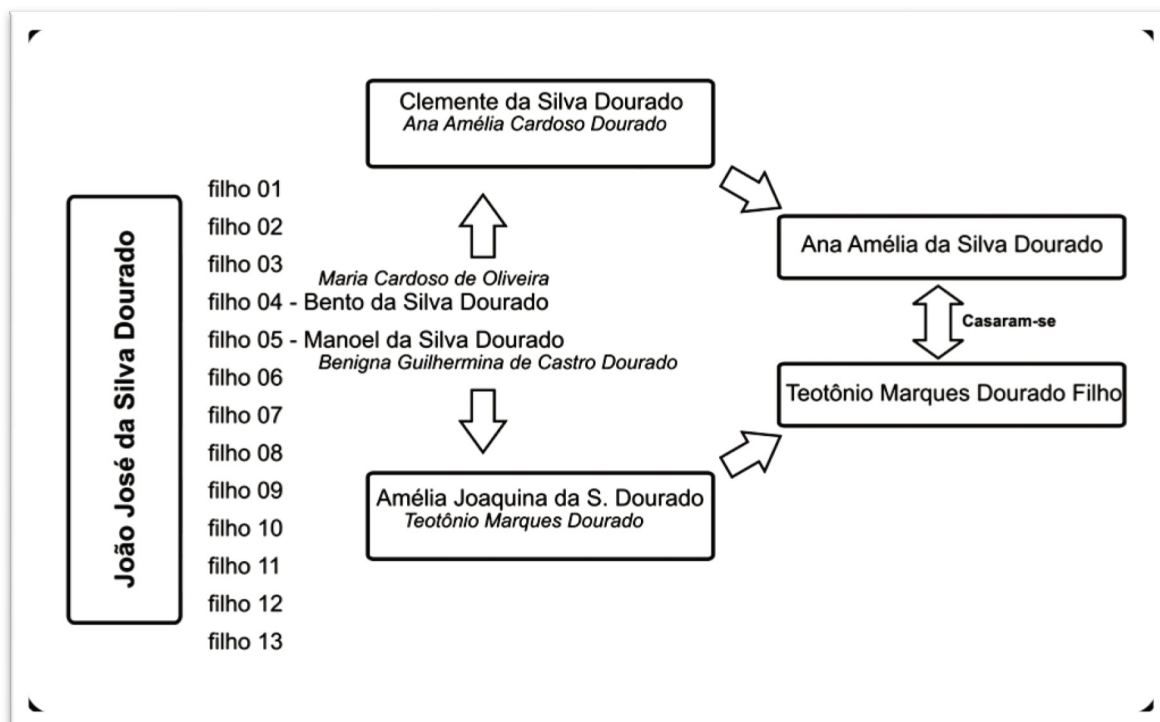 João José da Silva Dourado
filho 01
filho 02
filho 03
Maria Cardoso de Oliveira
filho 04 - Bento da Silva Dourado
filho 05 - Manoel da Silva Dourado
Benigna Guilhermina de Castro Dourado
filho 06
filho 07
filho 08
filho 09
filho 10
filho 11
filho 12
filho 13
Clemente da Silva Dourado
Ana Amélia Cardoso Dourado
Amélia Joaquina da S. Dourado
Teotônio Marques Dourado
Ana Amélia da Silva Dourado
Casaram-se
Teotônio Marques Dourado Filho